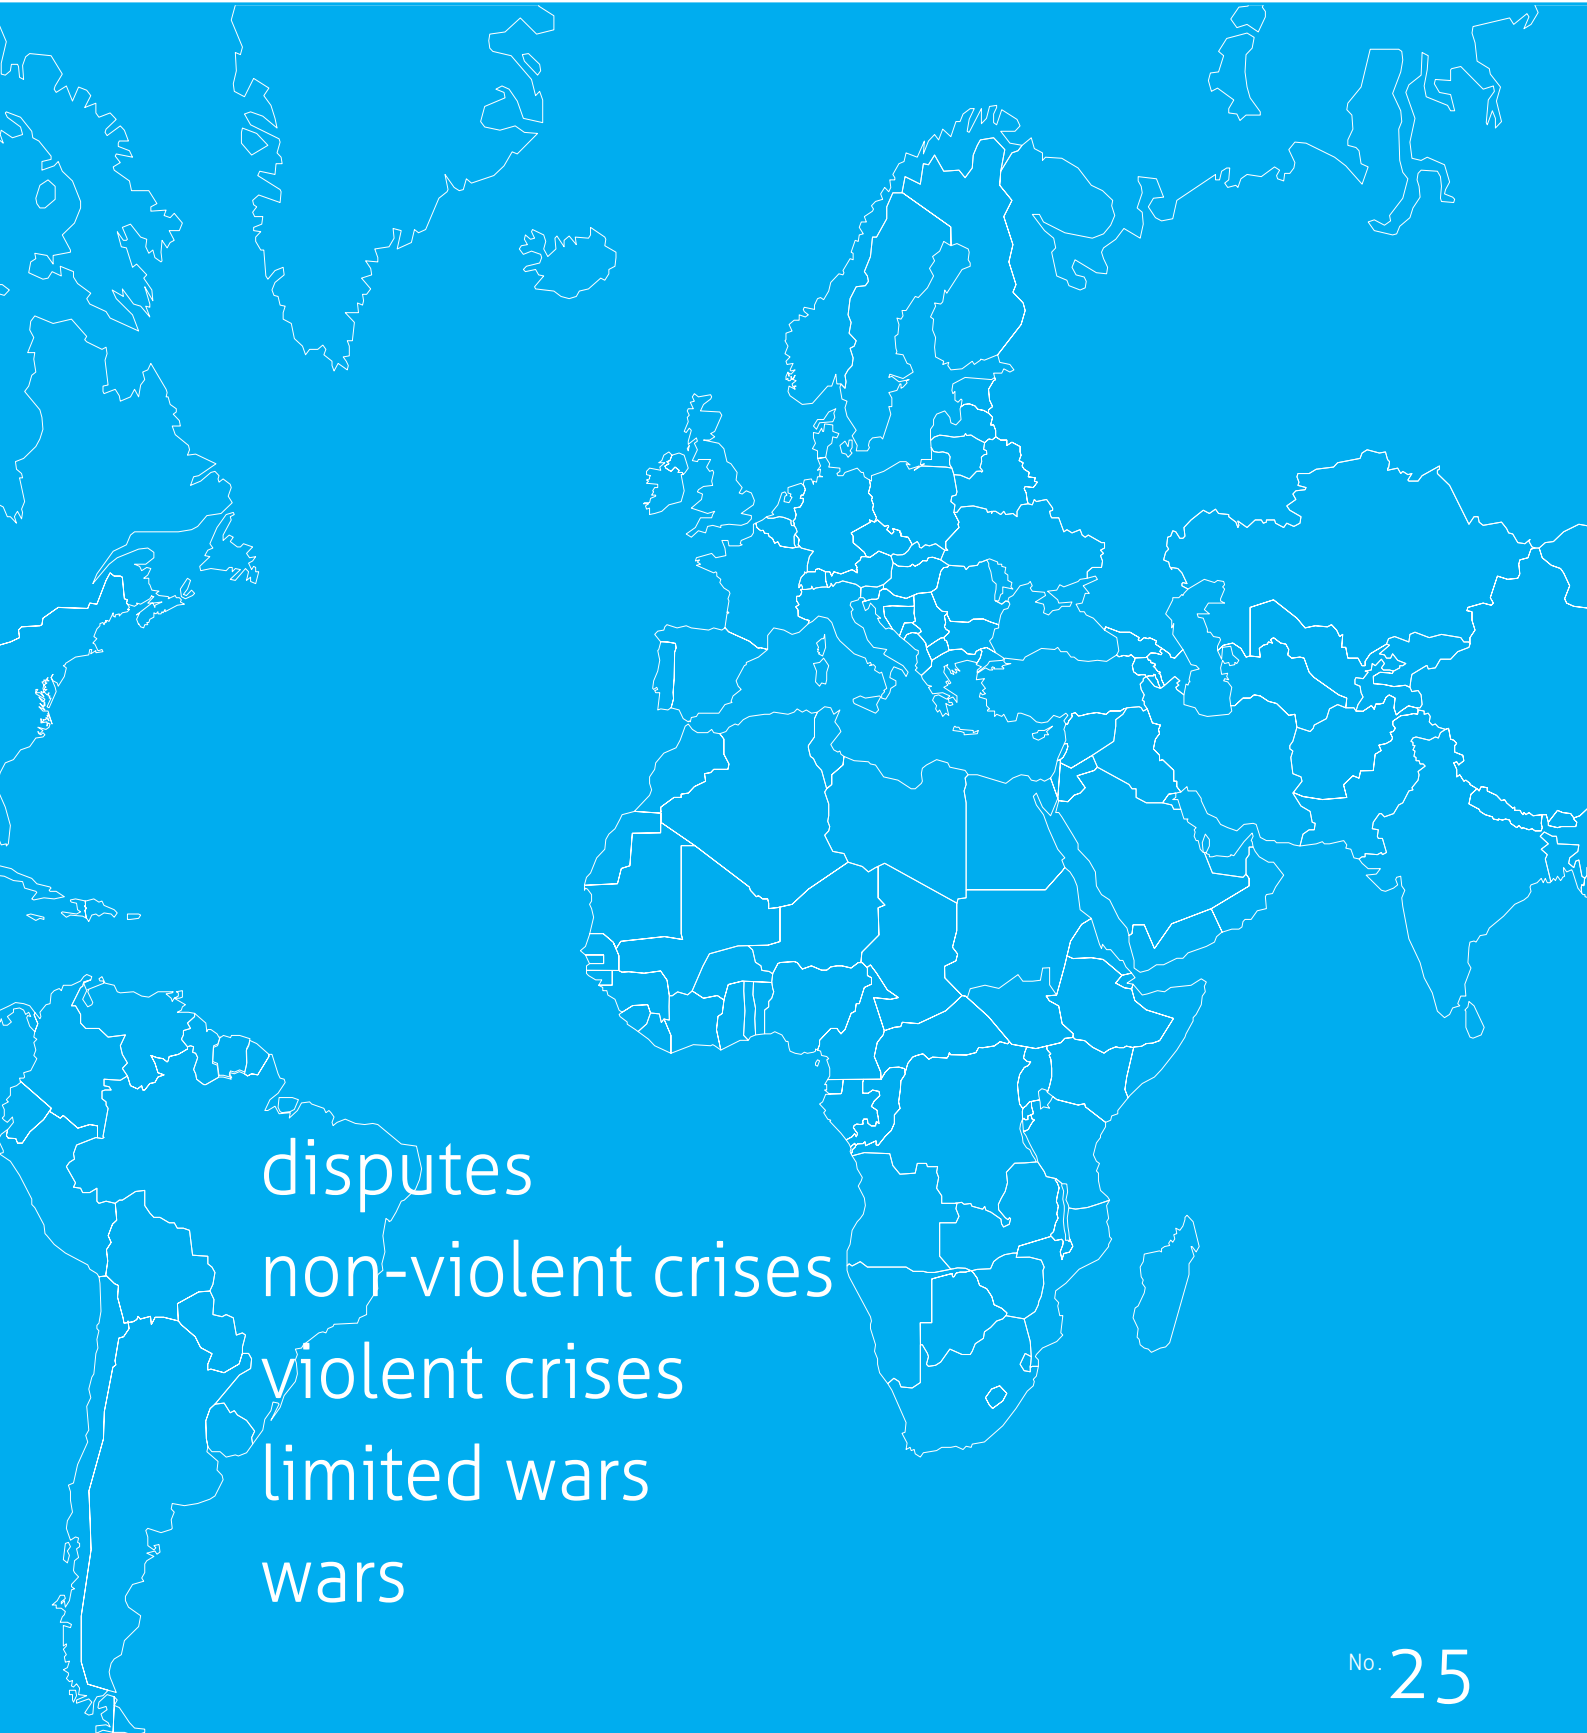 disputes
non-violent crises
violent crises
limited wars
wars
No. 25